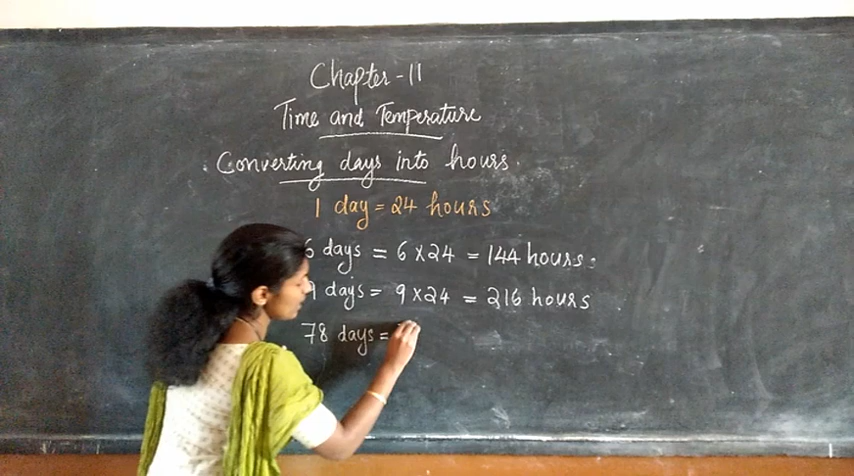 Chapter-11
Time and Temperature
Converting days into hours.
1 day = 24 hours
6 days = 6 x 24 = 144 hours.
9 days = 9 x 24 = 216 hours
78 days =